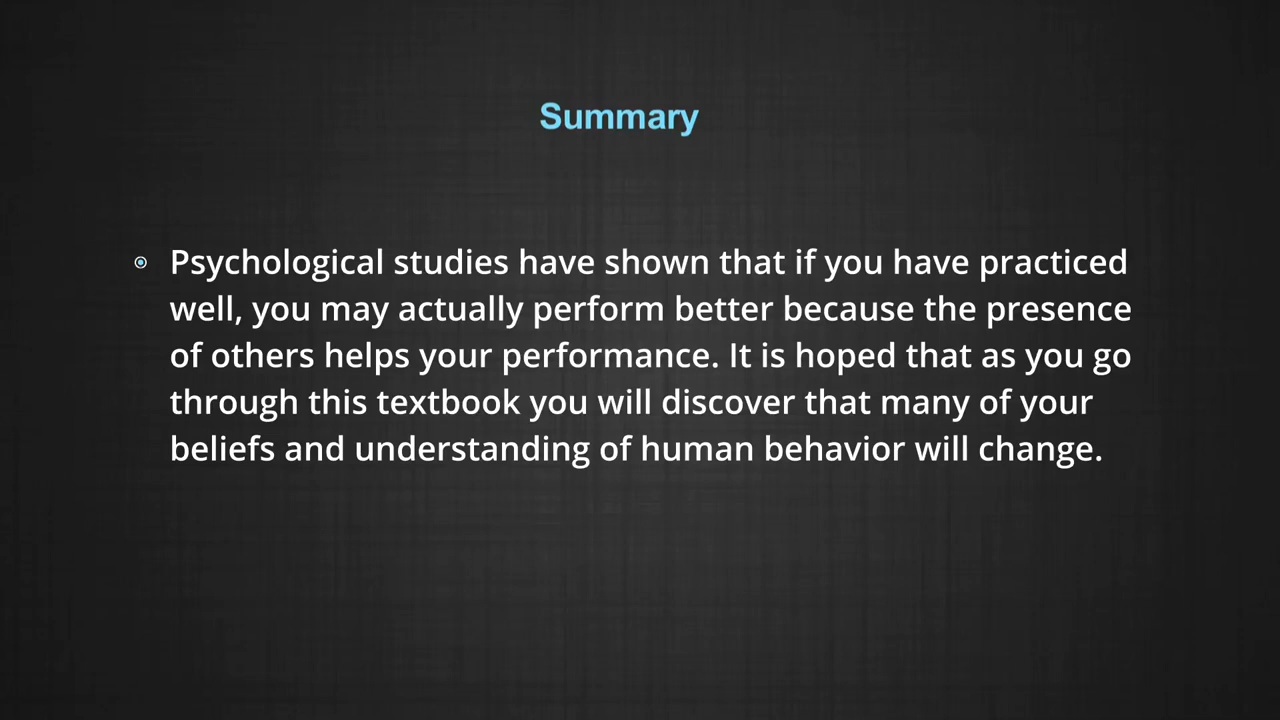 Summary
Psychological studies have shown that if you have practiced
well, you may actually perform better because the presence
of others helps your performance. It is hoped that as you go
through this textbook you will discover that many of your
beliefs and understanding of human behavior will change.